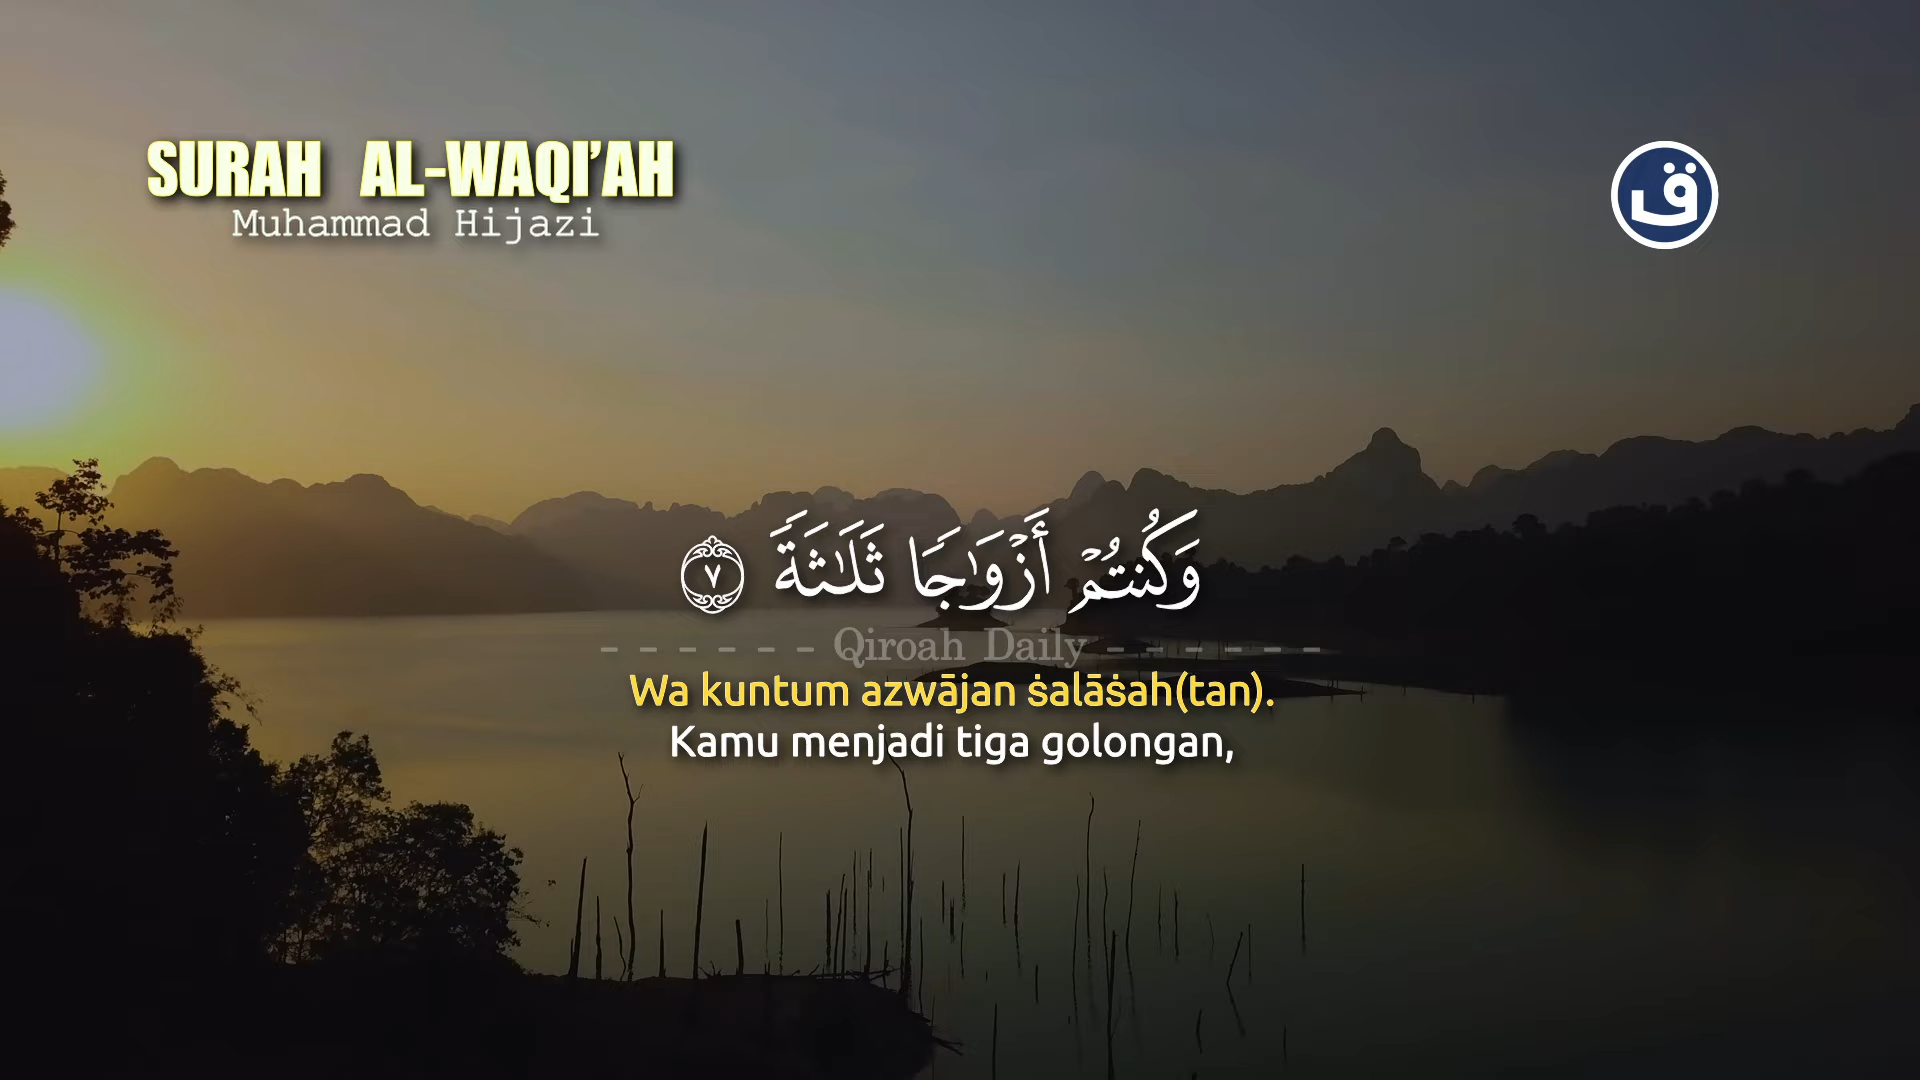 SURAH AL-WAQI’AH
Muhammad Hijazi
ق
وَكُنتُمْ أَزْوَٰجًا ثَلَـٰثَةً ٧
------ Qiroah Daily ------
Wa kuntum azwājan ṡalāṡah(tan).
Kamu menjadi tiga golongan,